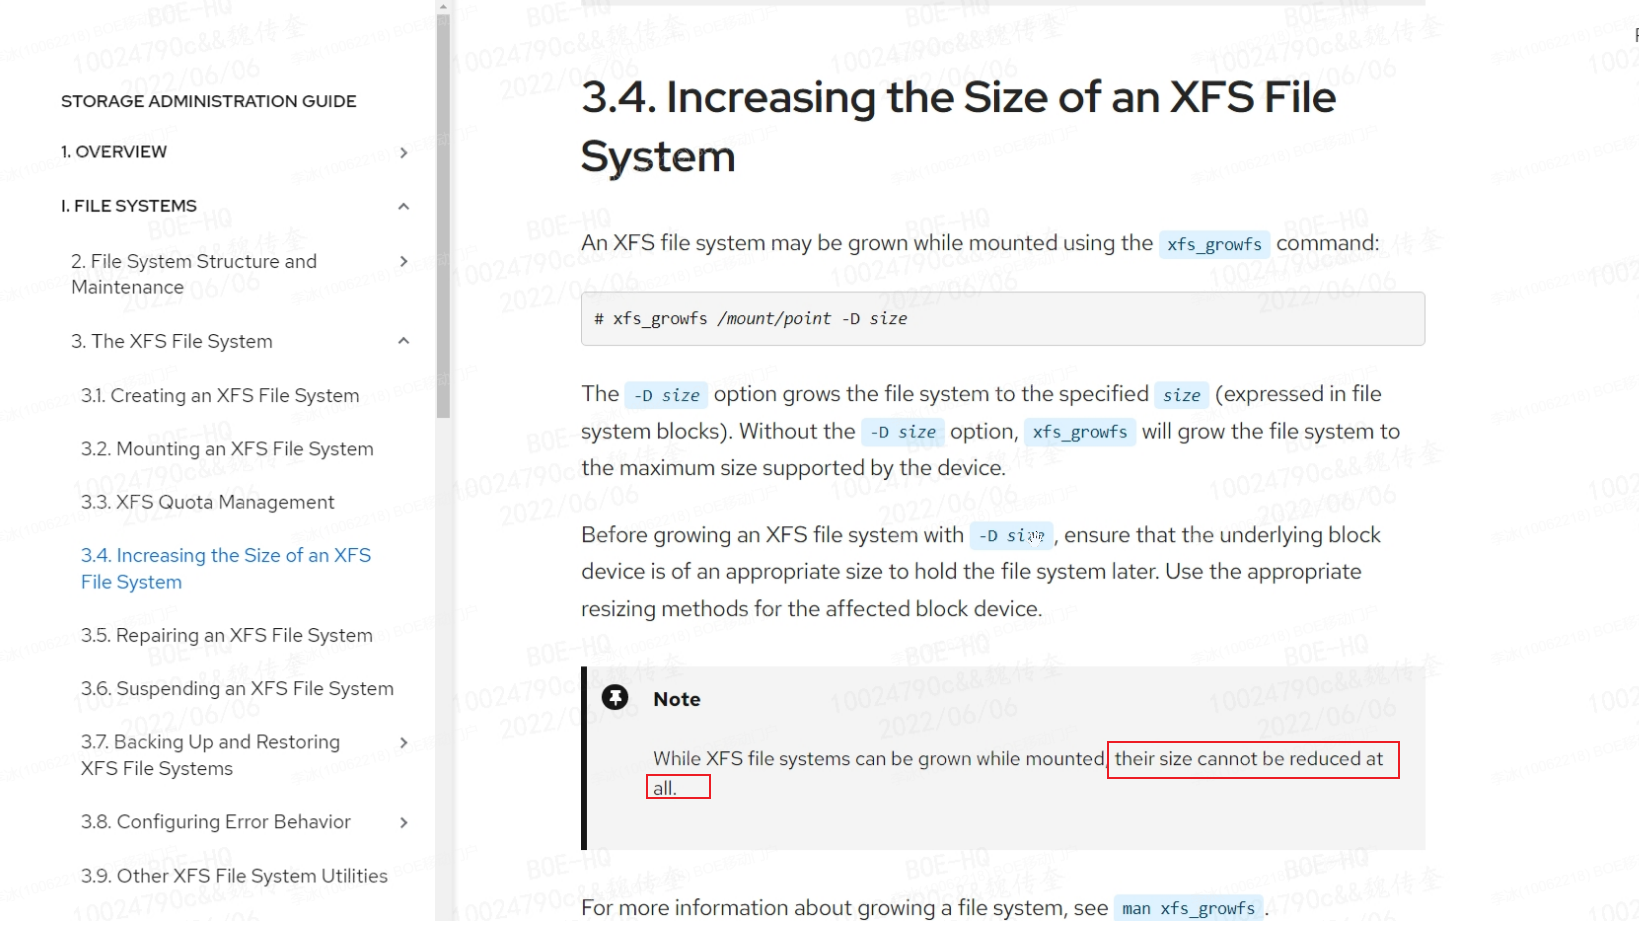 STORAGE ADMINISTRATION GUIDE
1. OVERVIEW
I. FILE SYSTEMS
2. File System Structure and
Maintenance
3. The XFS File System
3.1. Creating an XFS File System
3.2. Mounting an XFS File System
3.3. XFS Quota Management
3.4. Increasing the Size of an XFS
File System
3.5. Repairing an XFS File System
3.6. Suspending an XFS File System
3.7. Backing Up and Restoring
XFS File Systems
3.8. Configuring Error Behavior
3.9. Other XFS File System Utilities
3.4. Increasing the Size of an XFS File
System
An XFS file system may be grown while mounted using the xfs_growfs command:
# xfs_growfs /mount/point -D size
The -D size option grows the file system to the specified size (expressed in file
system blocks). Without the -D size option, xfs_growfs will grow the file system to
the maximum size supported by the device.
Before growing an XFS file system with -D size, ensure that the underlying block
device is of an appropriate size to hold the file system later. Use the appropriate
resizing methods for the affected block device.
Note
While XFS file systems can be grown while mounted, their size cannot be reduced at
all.
For more information about growing a file system, see man xfs_growfs.
BOE-HQ
10024790c&&魏传奎
2022/06/06